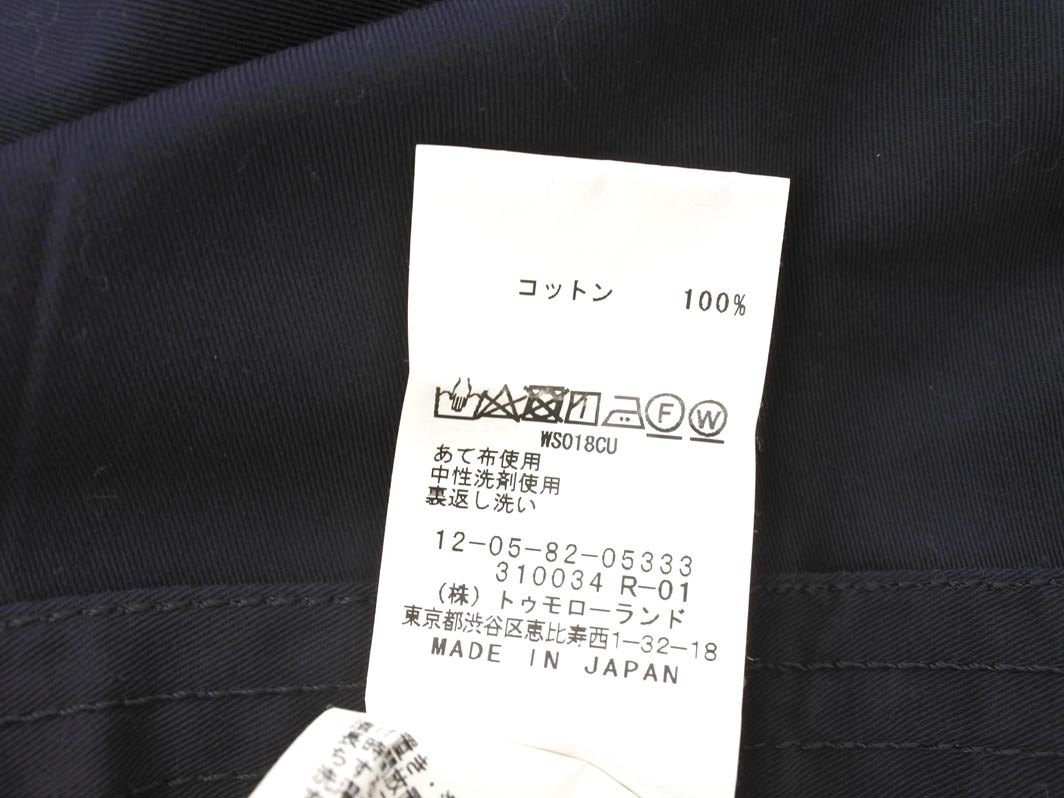 コットン 100%
F W
WS018CU
あて布使用
中性洗剤使用
裏返し洗い
12-05-82-05333
310034 R-01
(株) トゥモローランド
東京都渋谷区恵比寿西1-32-18
MADE IN JAPAN